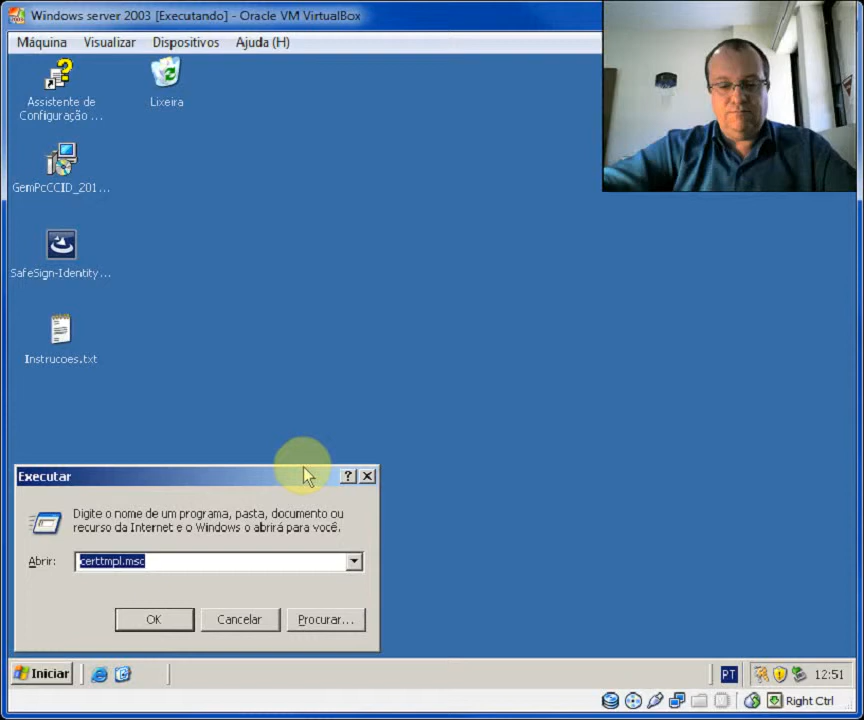 Windows server 2003 [Executando] - Oracle VM VirtualBox
Máquina Visualizar Dispositivos Ajuda (H)
Assistente de
Configuração ...
Lixeira
GemPcCCID_201...
SafeSign-Identity...
Instrucoes.txt
Executar
Digite o nome de um programa, pasta, documento ou
recurso da Internet e o Windows o abrirá para você.
Abrir: certtmpl.msc
OK Cancelar Procurar...
Iniciar PT 12:51
Right Ctrl